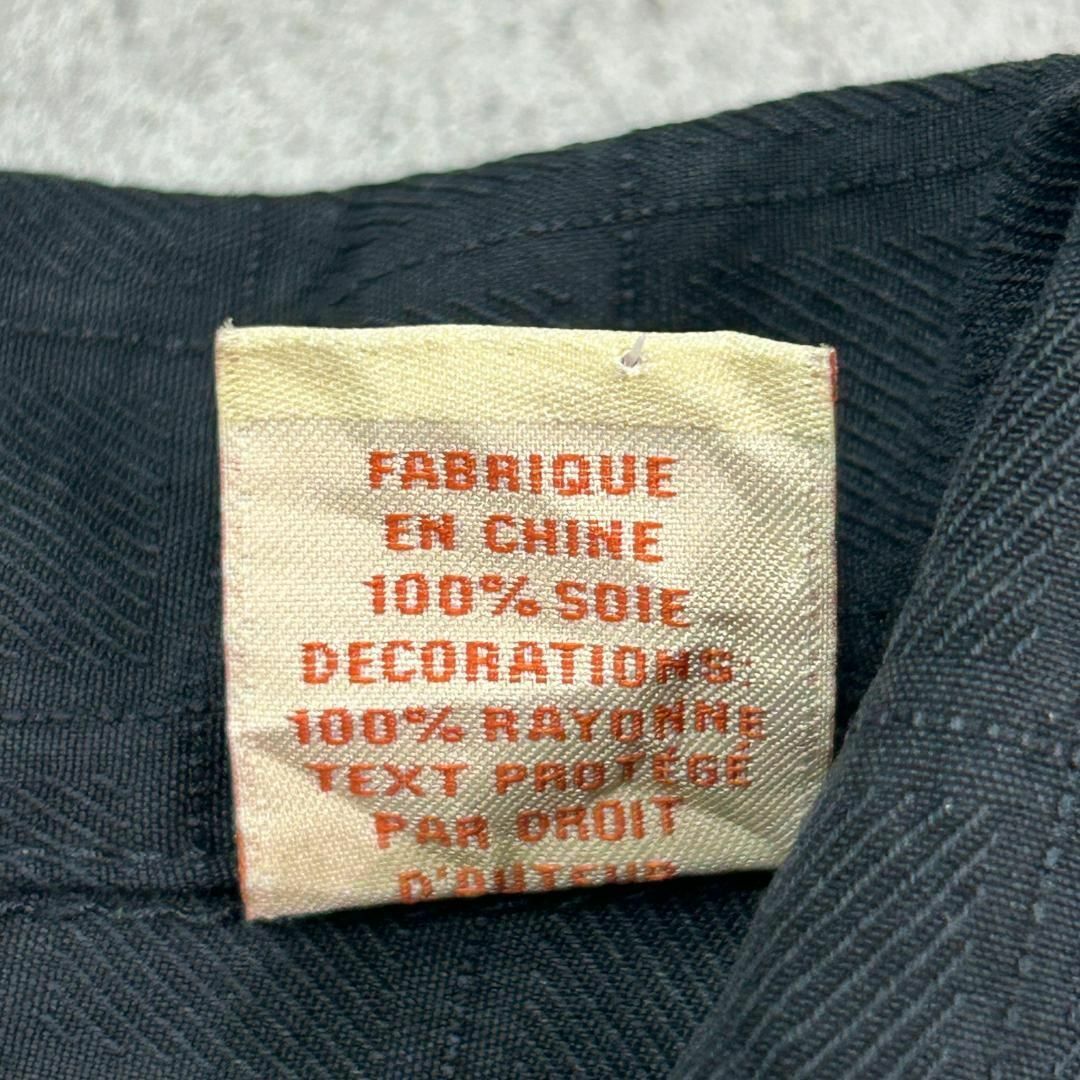 FABRIQUE
EN CHINE
100% SOIE
DECORATIONS:
100% RAYONNE
TEXT PROTÉGÉ
PAR DROIT
D'AUTEUR